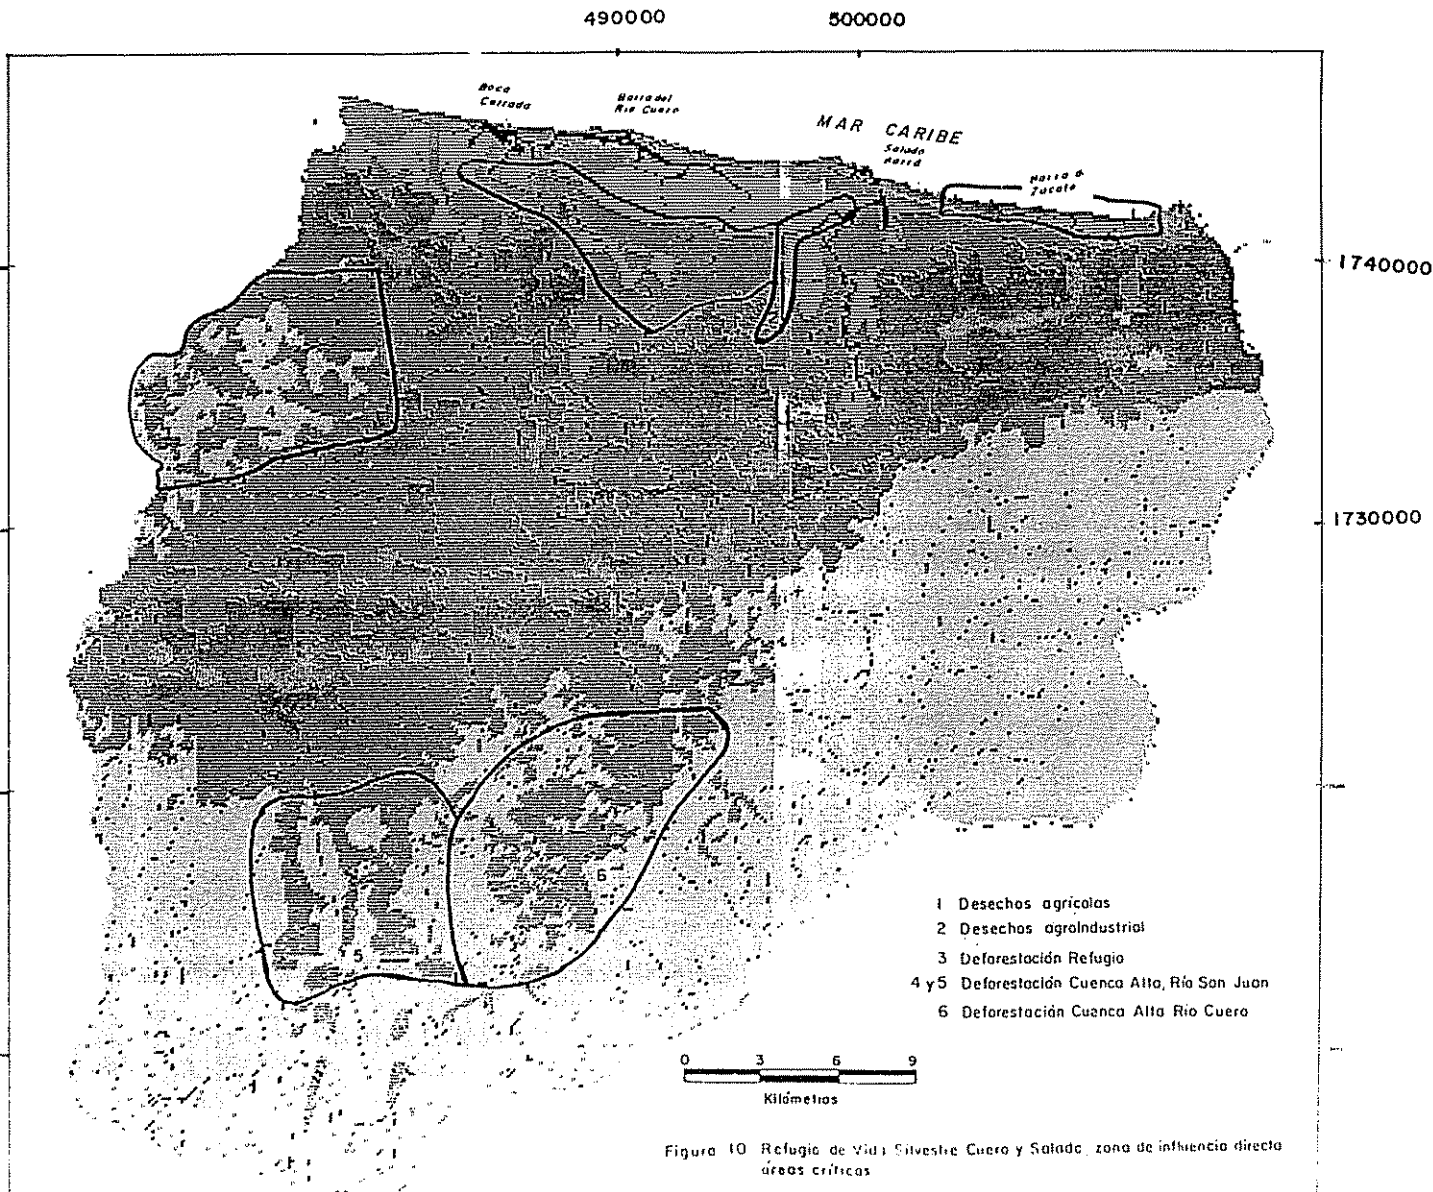 490000 500000
Boca
Cerrada
Barra del
Río Cuero
MAR CARIBE
Salado
Barra
Barra d
Zacate
1740000
4
1730000
6
5
1 Desechos agrícolas
2 Desechos agroIndustrial
3 Deforestación Refugio
4 y 5 Deforestación Cuenca Alta, Río San Juan
6 Deforestación Cuenca Alta Río Cuero
0 3 6 9
Kilómetros
Figura 10 Refugio de Vida Silvestre Cuero y Salado, zona de influencia directa
áreas críticas